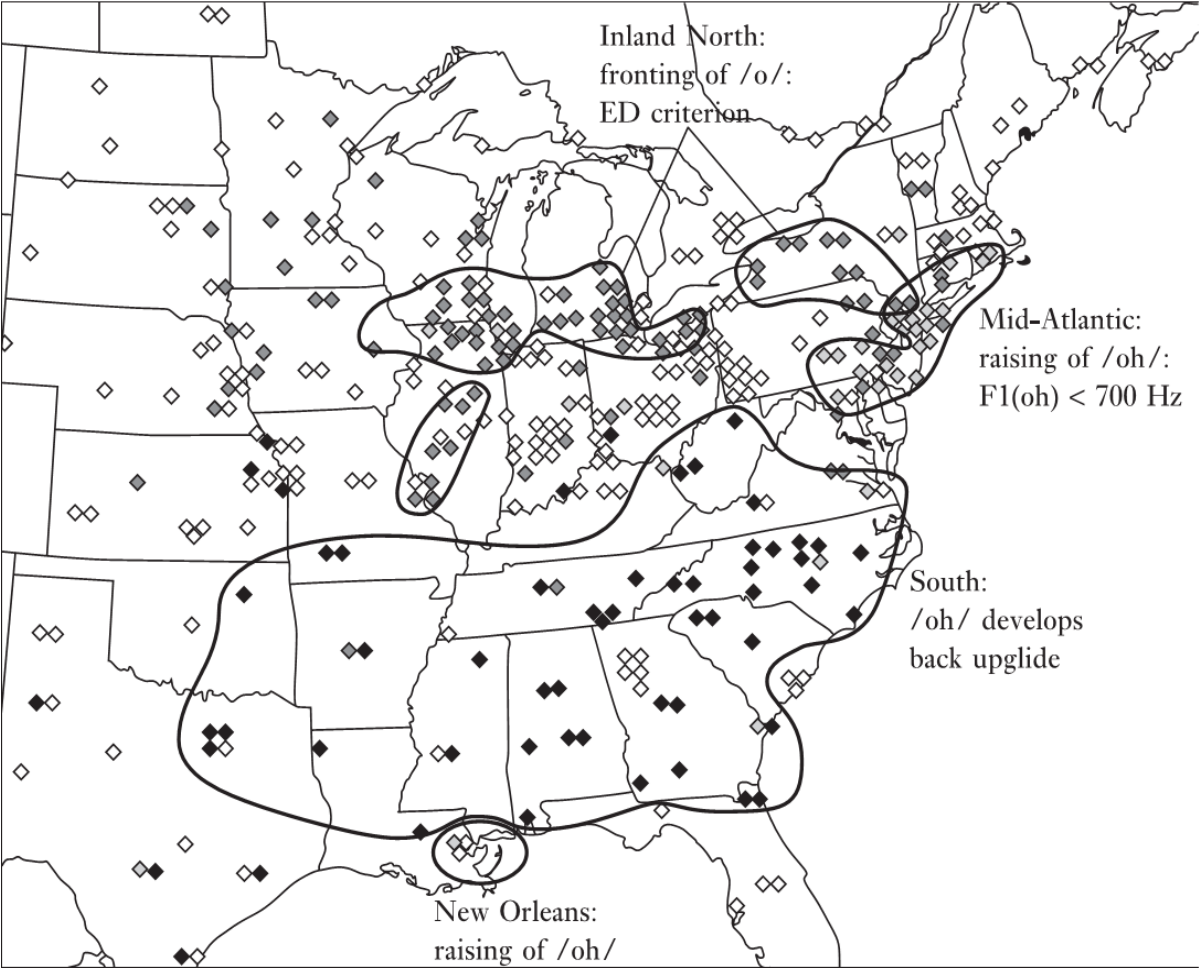 Inland North:
fronting of /o/:
ED criterion
Mid-Atlantic:
raising of /oh/:
F1(oh) < 700 Hz
South:
/oh/ develops
back upglide
New Orleans:
raising of /oh/